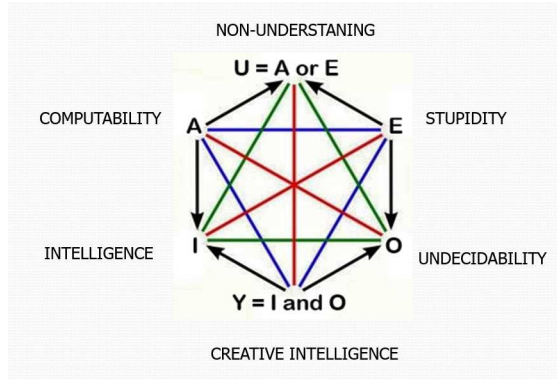 NON-UNDERSTANING
U = A or E
COMPUTABILITY
A
E
STUPIDITY
INTELLIGENCE
I
O
UNDECIDABILITY
Y = I and O
CREATIVE INTELLIGENCE